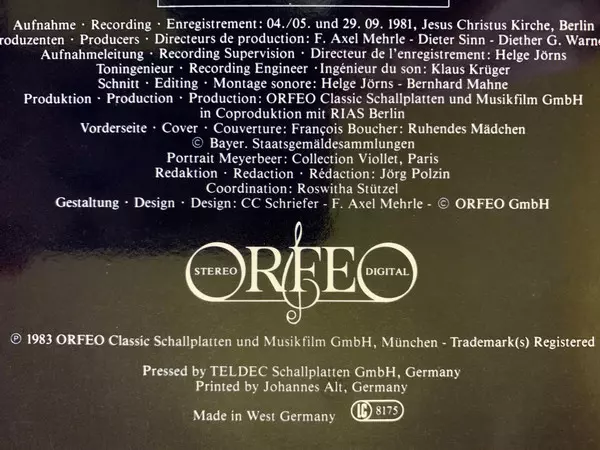 Aufnahme · Recording · Enregistrement: 04./05. und 29. 09. 1981, Jesus Christus Kirche, Berlin
Producers · Directeurs de production: F. Axel Mehrle - Dieter Sinn - Diether G.
Aufnahmeleitung · Recording Supervision · Directeur de l'enregistrement: Helge Jörns
Toningenieur · Recording Engineer · Ingénieur du son: Klaus Krüger
Schnitt · Editing · Montage sonore: Helge Jörns - Bernhard Mahne
Produktion · Production · Production: ORFEO Classic Schallplatten und Musikfilm GmbH
in Coproduktion mit RIAS Berlin
Vorderseite · Cover · Couverture: François Boucher: Ruhendes Mädchen
© Bayer. Staatsgemäldesammlungen
Portrait Meyerbeer: Collection Viollet, Paris
Redaktion · Redaction · Rédaction: Jörg Polzin
Coordination: Roswitha Stützel
Gestaltung · Design · Design: CC Schriefer - F. Axel Mehrle - © ORFEO GmbH
STEREO ORFEO DIGITAL
℗ 1983 ORFEO Classic Schallplatten und Musikfilm GmbH, München - Trademark(s) Registered
Pressed by TELDEC Schallplatten GmbH, Germany
Printed by Johannes Alt, Germany
Made in West Germany LC 8175